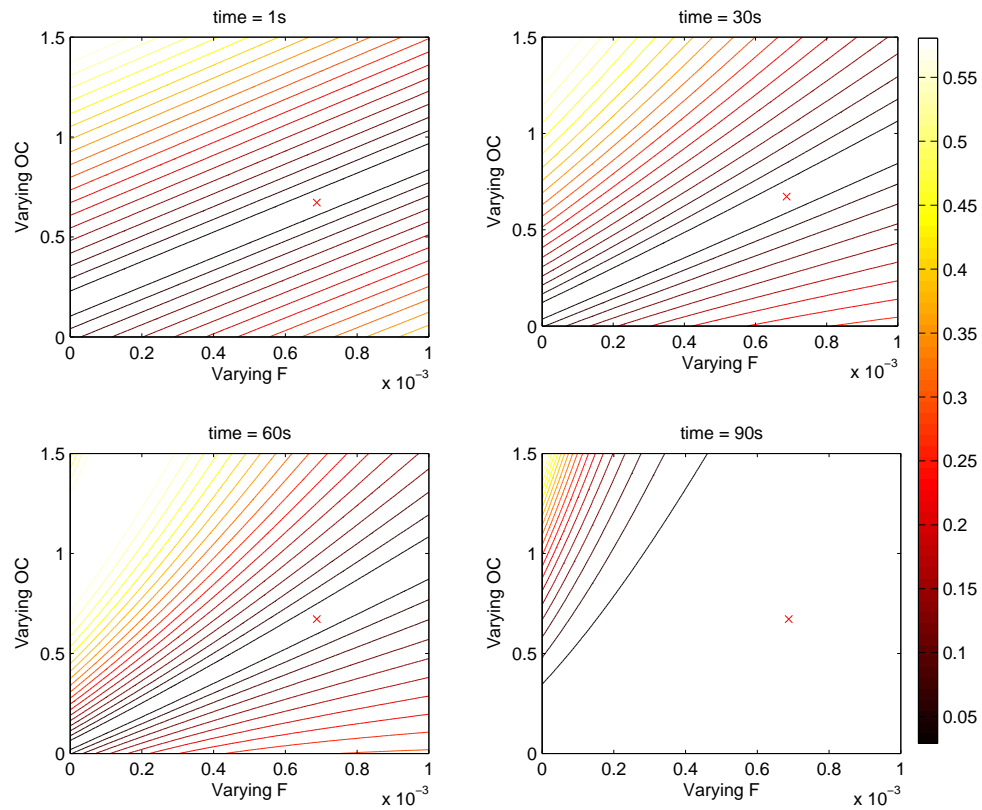 time = 1s
1.5
1
0.5
0
Varying OC
0 0.2 0.4 0.6 0.8 1
Varying F
x 10⁻³
time = 30s
1.5
1
0.5
0
Varying OC
0 0.2 0.4 0.6 0.8 1
Varying F
x 10⁻³
time = 60s
1.5
1
0.5
0
Varying OC
0 0.2 0.4 0.6 0.8 1
Varying F
x 10⁻³
time = 90s
1.5
1
0.5
0
Varying OC
0 0.2 0.4 0.6 0.8 1
Varying F
x 10⁻³
0.55
0.5
0.45
0.4
0.35
0.3
0.25
0.2
0.15
0.1
0.05